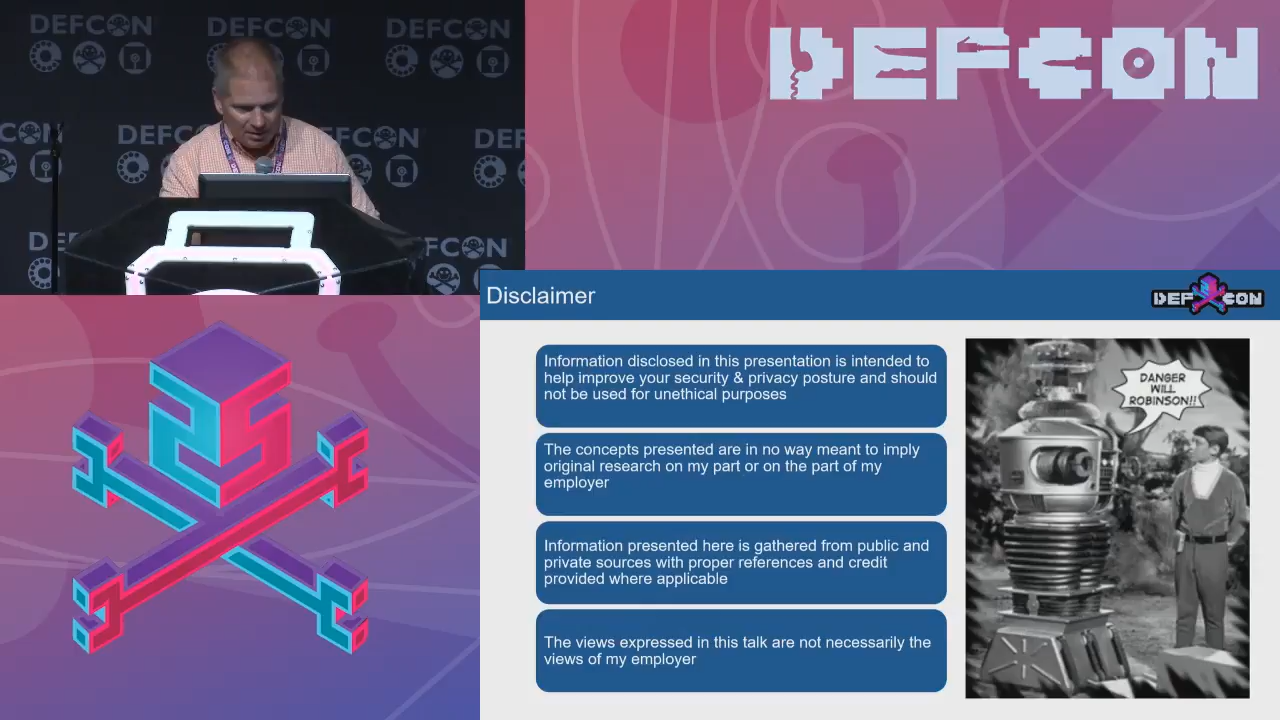 DEFCON
DEFCON
DEFCON
DEFCON
DEFCON
DEFCON
Disclaimer
DEF CON
Information disclosed in this presentation is intended to
help improve your security & privacy posture and should
not be used for unethical purposes
The concepts presented are in no way meant to imply
original research on my part or on the part of my
employer
Information presented here is gathered from public and
private sources with proper references and credit
provided where applicable
The views expressed in this talk are not necessarily the
views of my employer
DANGER
WILL
ROBINSON!!